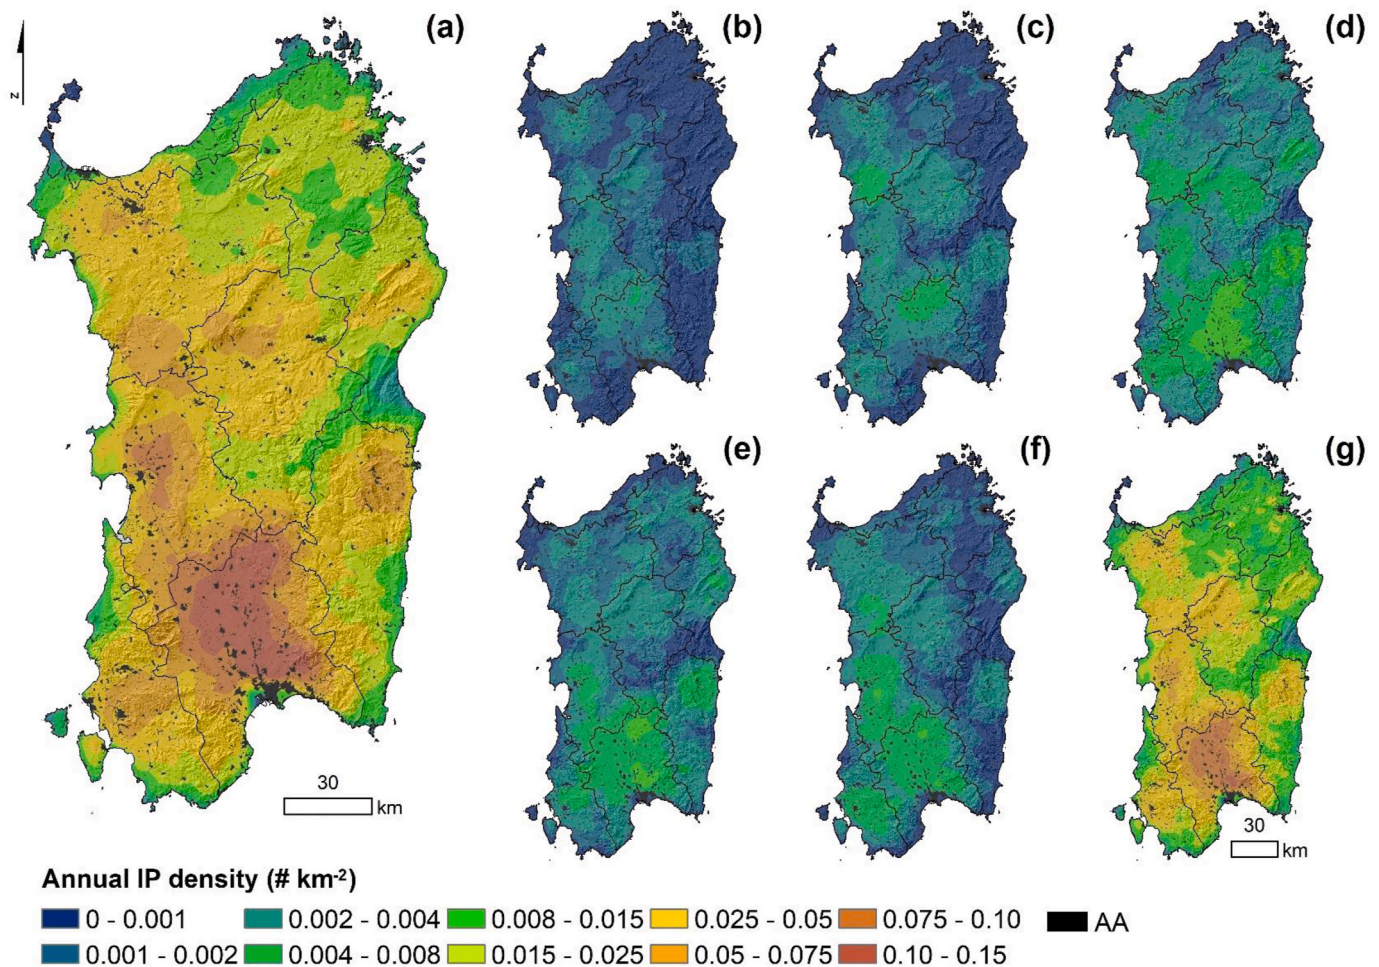 (a) (b) (c) (d)
z
(e) (f) (g)
30
km
30
km
Annual IP density (# km-2)
0 - 0.001 0.002 - 0.004 0.008 - 0.015 0.025 - 0.05 0.075 - 0.10 AA
0.001 - 0.002 0.004 - 0.008 0.015 - 0.025 0.05 - 0.075 0.10 - 0.15